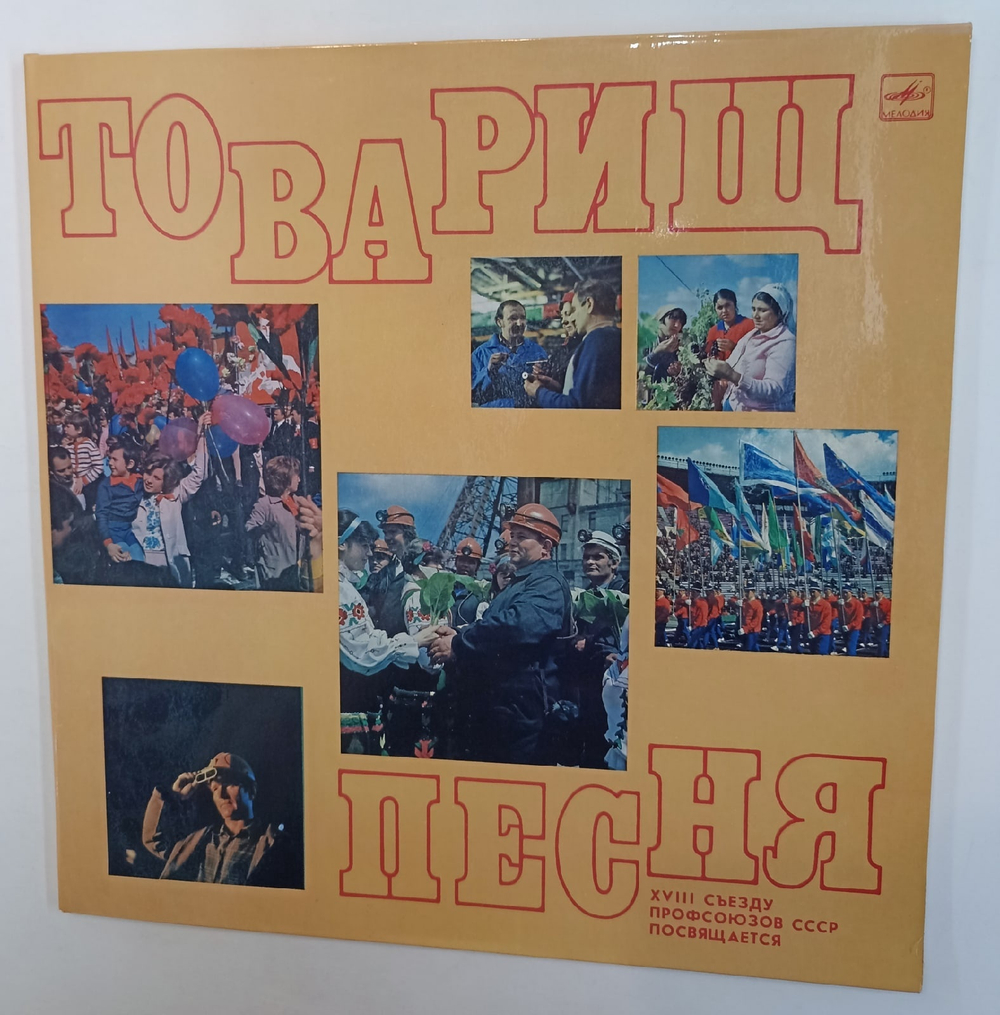 ТОВАРИЩ
МЕЛОДИЯ
ПЕСНЯ
XVIII СЪЕЗДУ
ПРОФСОЮЗОВ СССР
ПОСВЯЩАЕТСЯ